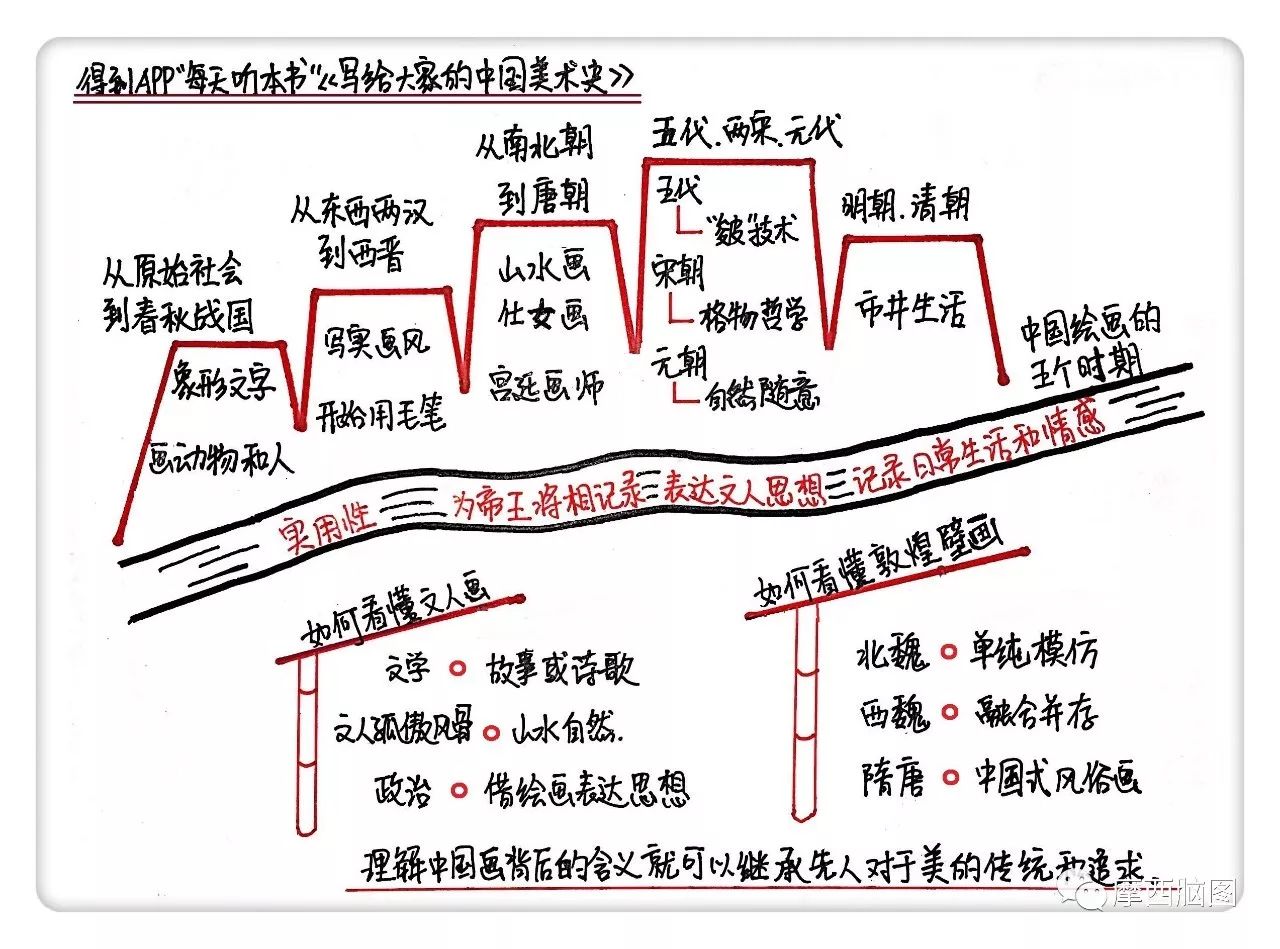 得到APP"每天听本书"《写给大家的中国美术史》
从原始社会
到春秋战国
象形文字
画动物和人
从东西两汉
到西晋
写实画风
开始用毛笔
从南北朝
到唐朝
山水画
仕女画
宫廷画师
五代.两宋.元代
五代
"皴"技术
宋朝
格物哲学
元朝
自然随意
明朝.清朝
市井生活
中国绘画的
五个时期
实用性
为帝王将相记录
表达文人思想
记录日常生活和情感
如何看懂文人画
文学 故事或诗歌
文人孤傲风骨 山水自然.
政治 借绘画表达思想
如何看懂敦煌壁画
北魏 单纯模仿
西魏 融合并存
隋唐 中国式风俗画
理解中国画背后的含义就可以继承先人对于美的传统和追求
摩西脑图